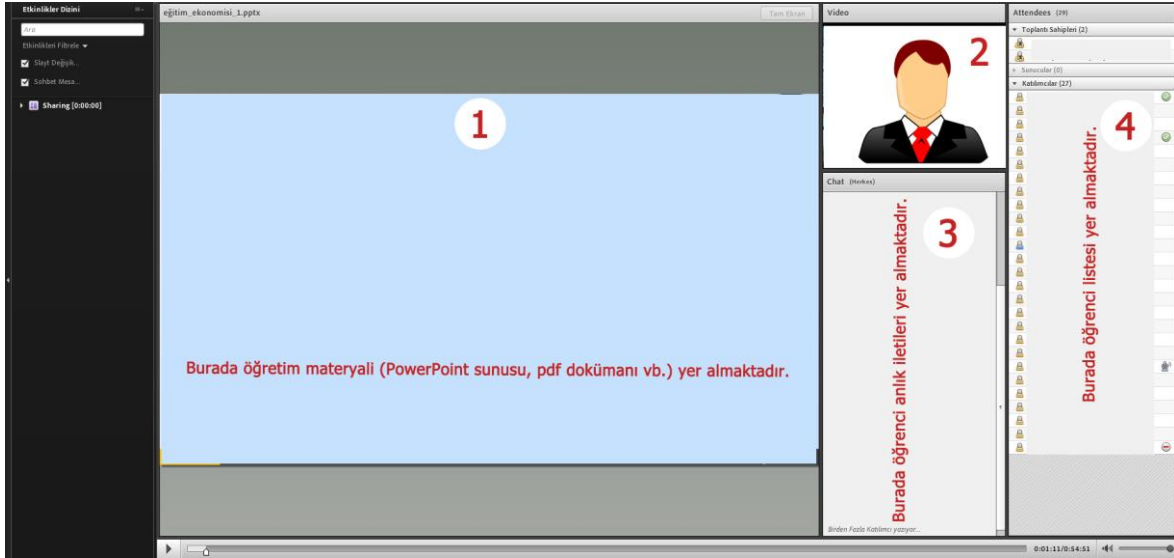 Etkinlikler Dizini
Ara
Etkinlikleri Filtrele
Slayt Değişik...
Sohbet Mesa...
Sharing [0:00:00]
eğitim_ekonomisi_1.pptx
Tam Ekran
1
Burada öğretim materyali (PowerPoint sunusu, pdf dokümanı vb.) yer almaktadır.
Video
2
Chat (Herkes)
3
Burada öğrenci anlık iletileri yer almaktadır.
Birden Fazla Katılımcı yazıyor...
Attendees (29)
Toplantı Sahipleri (2)
Sunucular (0)
Katılımcılar (27)
4
Burada öğrenci listesi yer almaktadır.
0:01:11/0:54:51